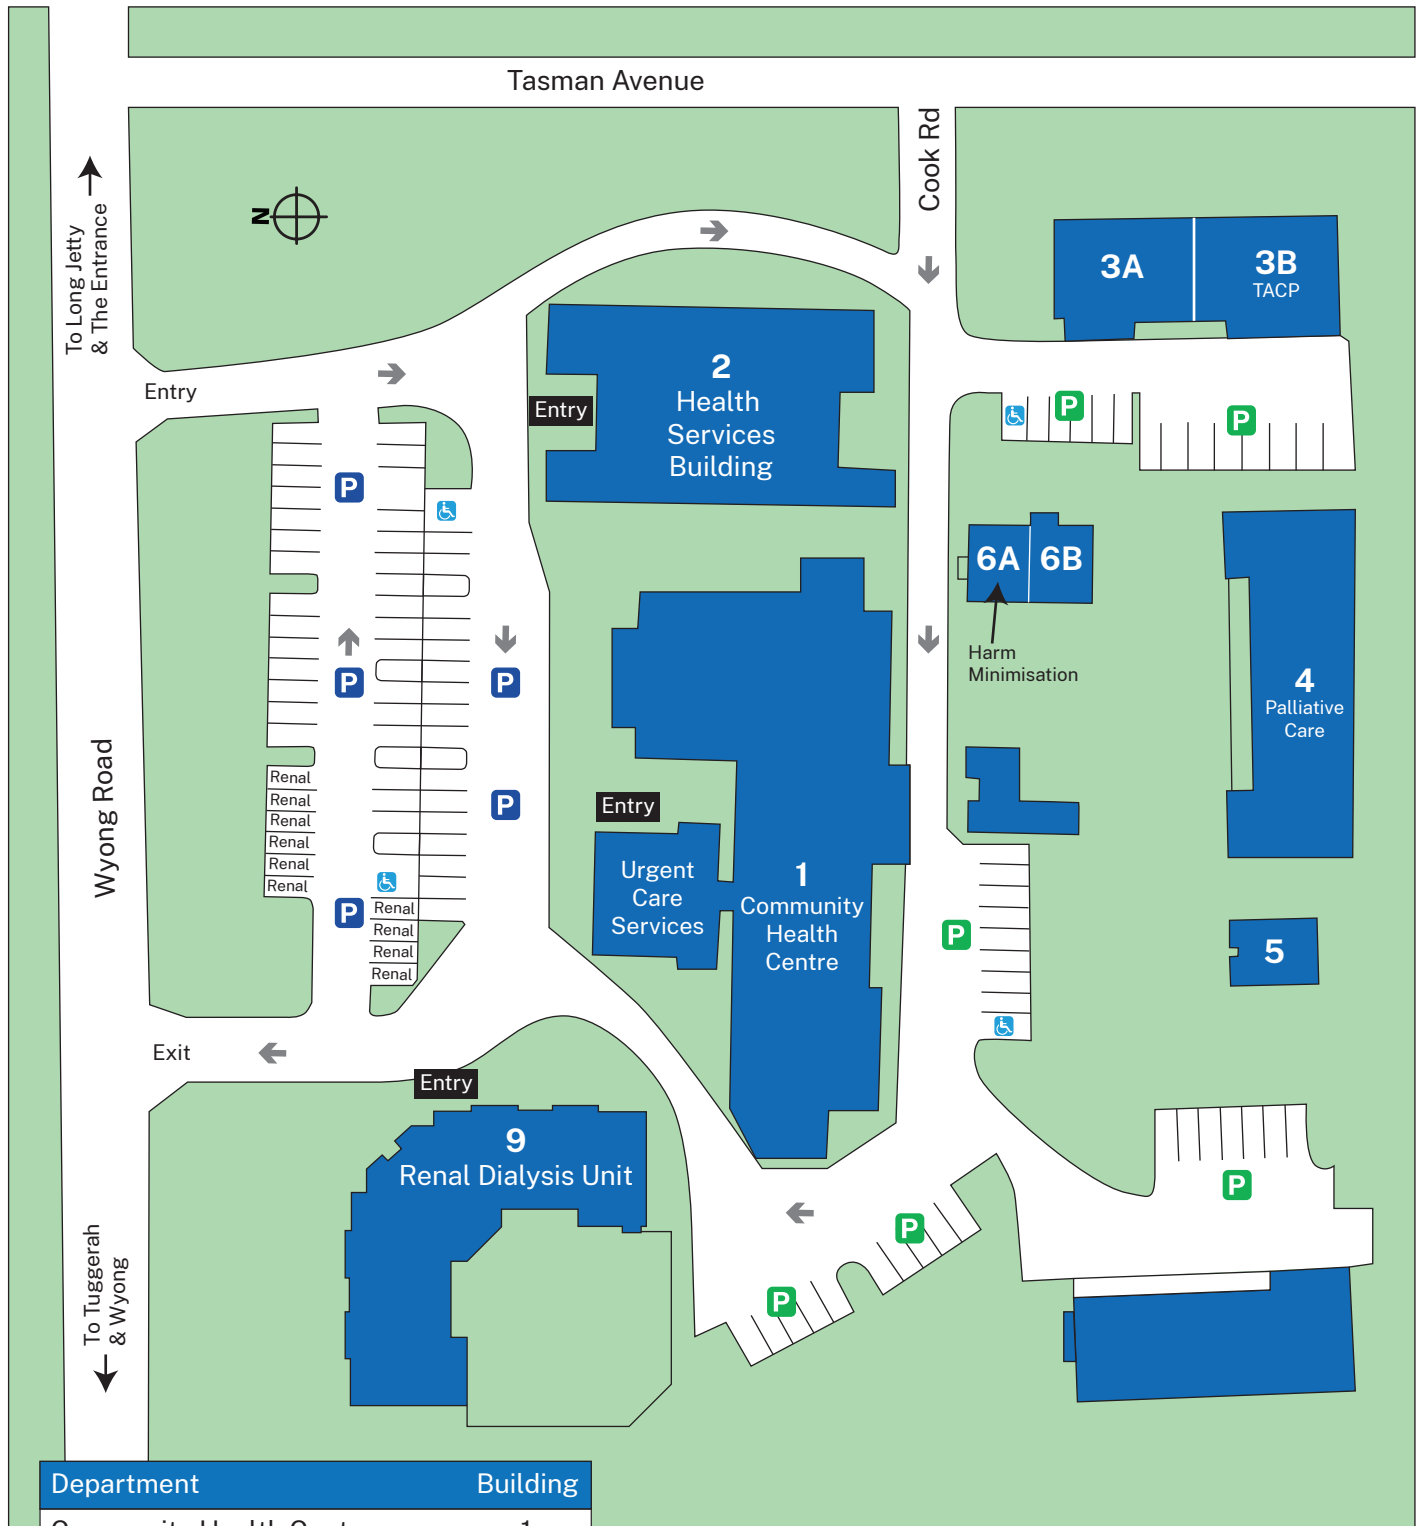 Tasman Avenue
Cook Rd
To Long Jetty
& The Entrance
N
3A
3B
TACP
Entry
2
Health
Services
Building
Entry
P
P
P
6A
6B
Harm
Minimisation
4
Palliative
Care
P
P
P
Wyong Road
Renal
Renal
Renal
Renal
Renal
Renal
Entry
Urgent
Care
Services
1
Community
Health
Centre
P
Renal
Renal
Renal
Renal
P
5
Exit
Entry
9
Renal Dialysis Unit
P
P
P
To Tuggerah
& Wyong
Department Building